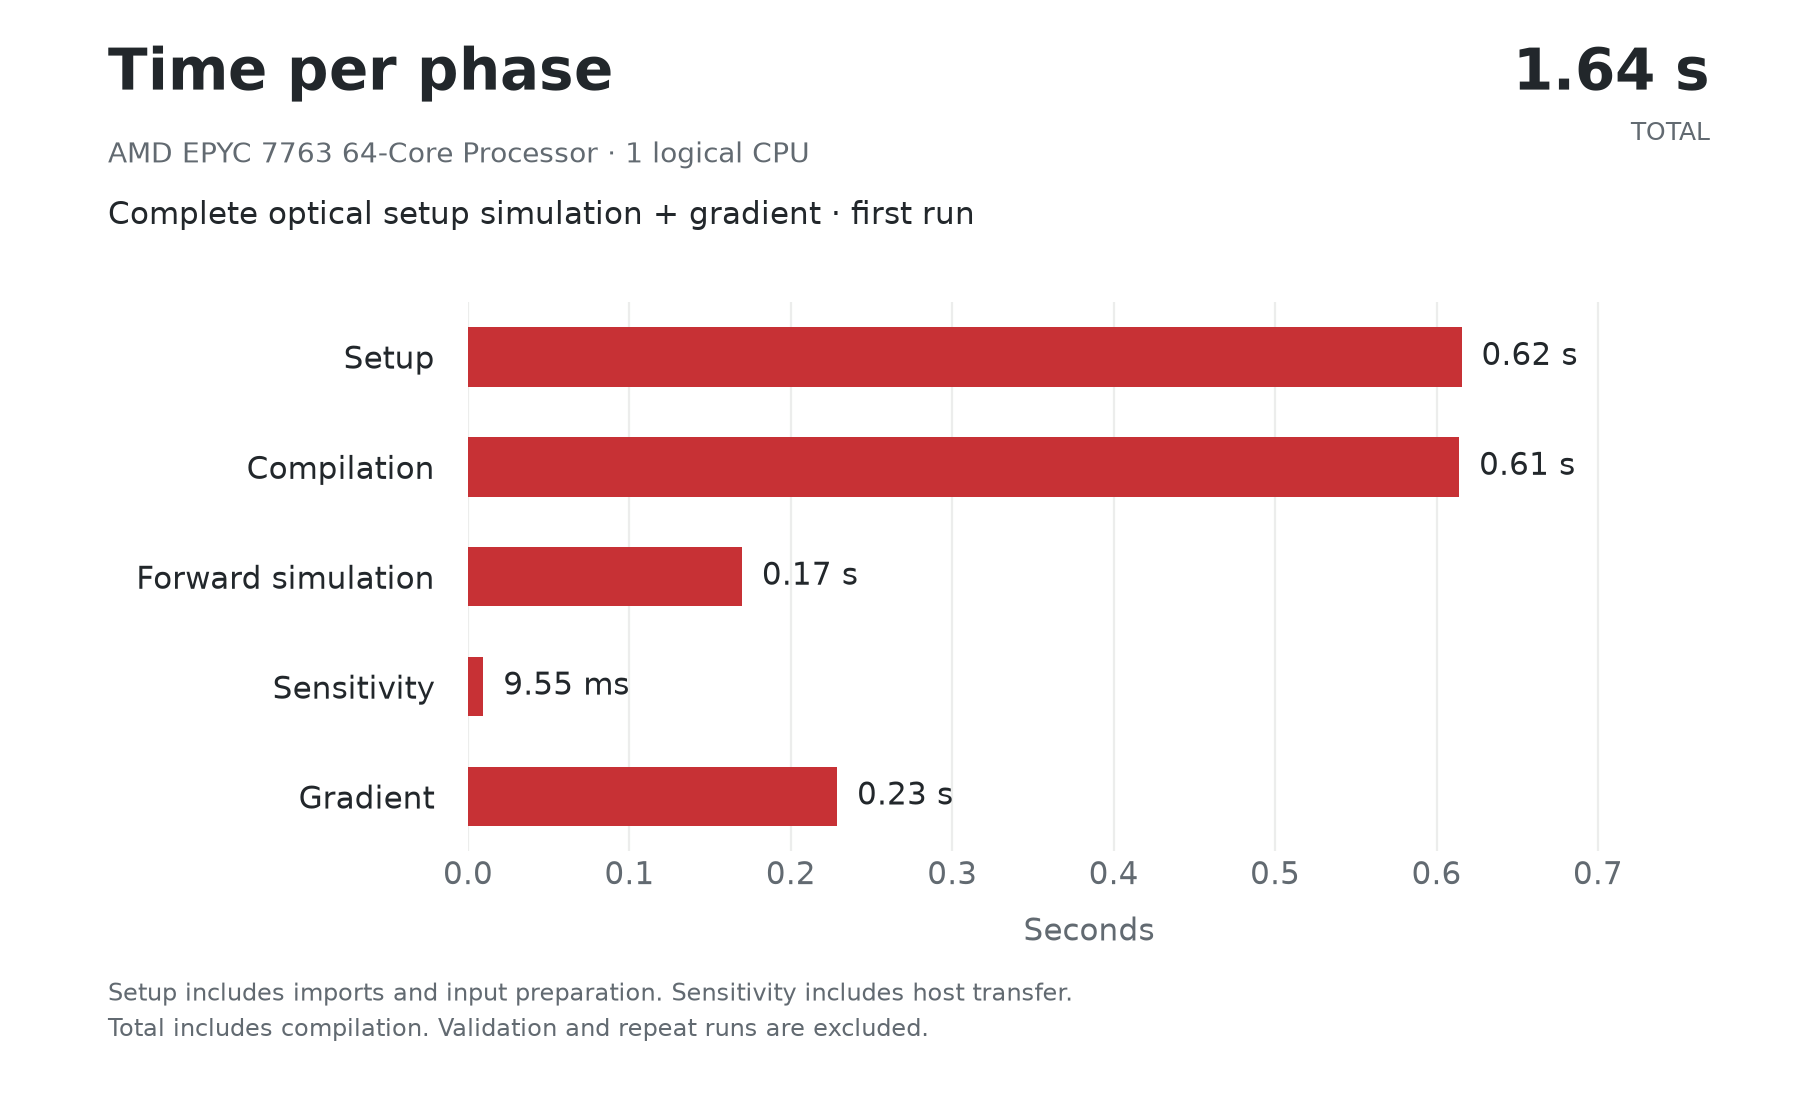 Time per phase
1.64 s
TOTAL
AMD EPYC 7763 64-Core Processor · 1 logical CPU
Complete optical setup simulation + gradient · first run
Setup
0.62 s
Compilation
0.61 s
Forward simulation
0.17 s
Sensitivity
9.55 ms
Gradient
0.23 s
0.0 0.1 0.2 0.3 0.4 0.5 0.6 0.7
Seconds
Setup includes imports and input preparation. Sensitivity includes host transfer.
Total includes compilation. Validation and repeat runs are excluded.